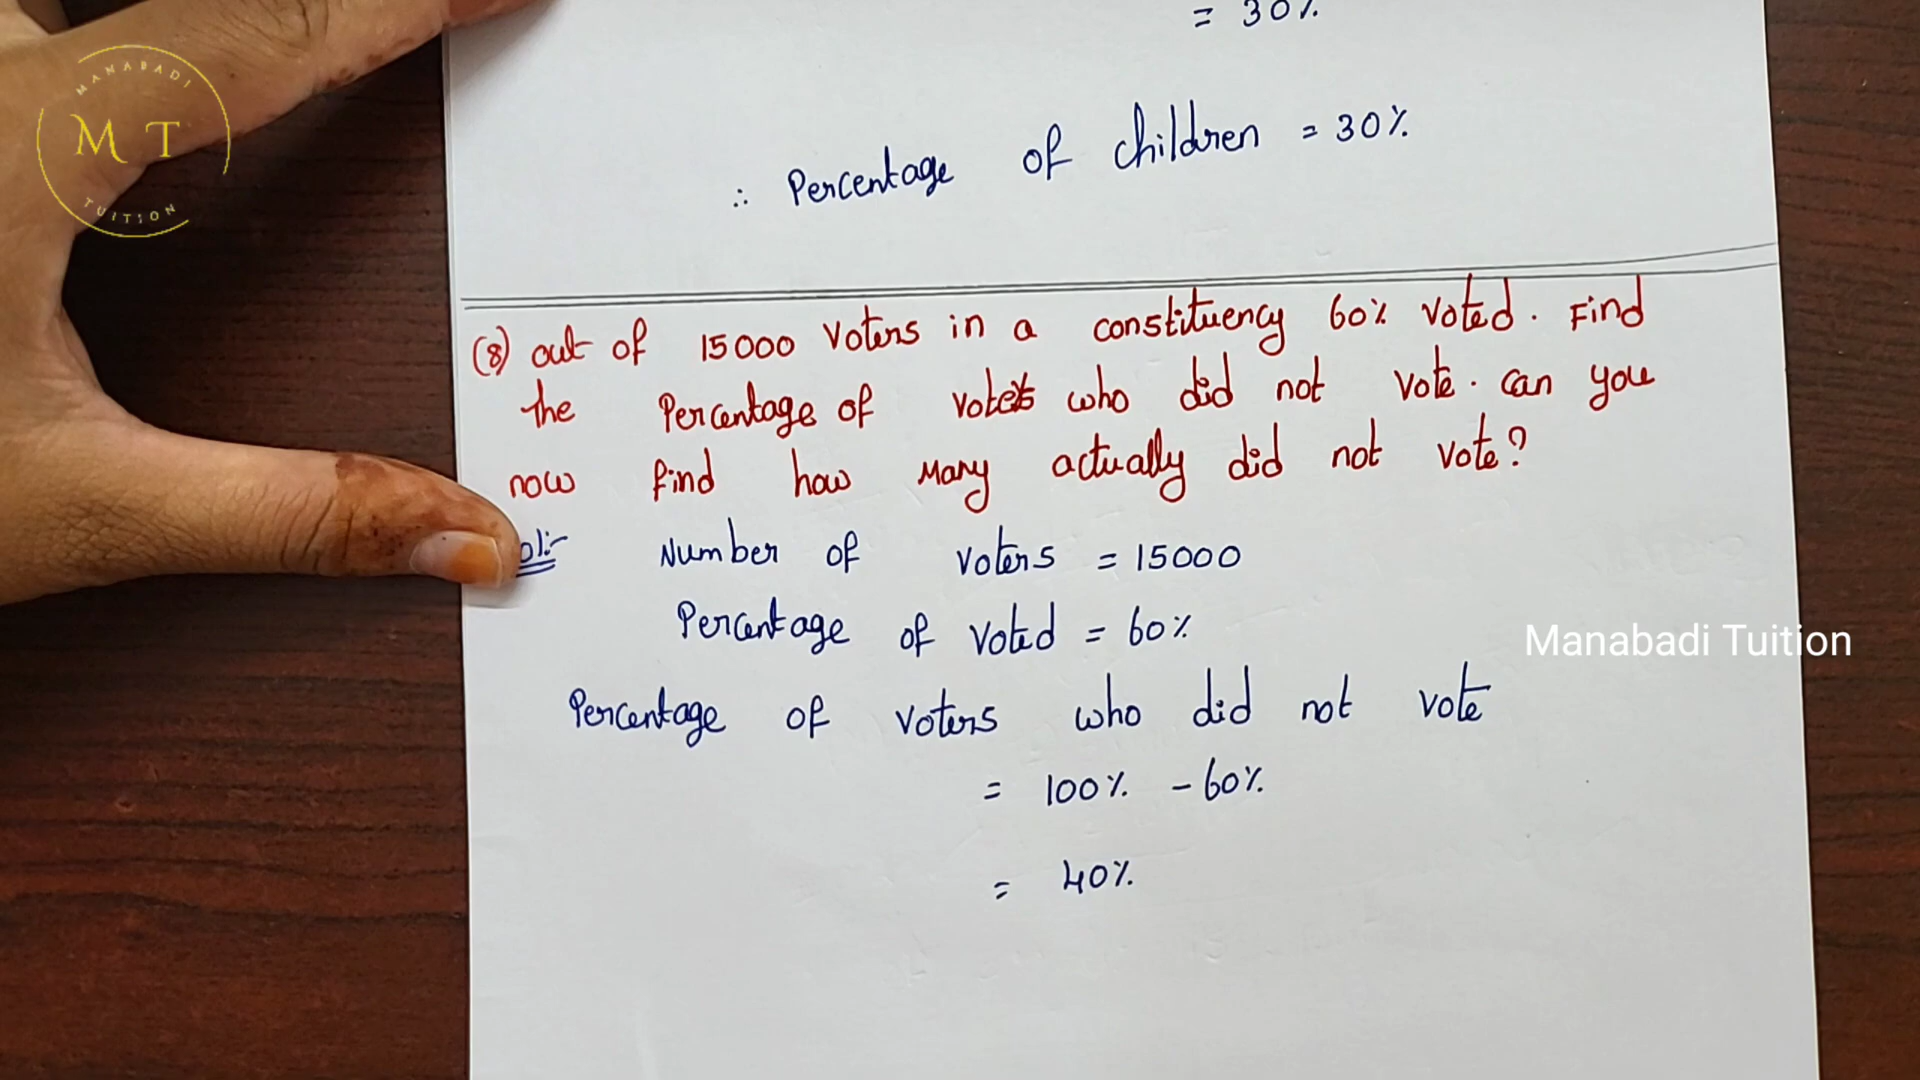 MANABADI
M T
TUITION
= 30%
∴ Percentage of children = 30%
(8) out of 15000 voters in a constituency 60% voted. Find
the Percentage of voters who did not vote. can you
now find how many actually did not vote?
ol:-
Number of voters = 15000
Percentage of voted = 60%
Manabadi Tuition
Percentage of voters who did not vote
= 100% - 60%
= 40%